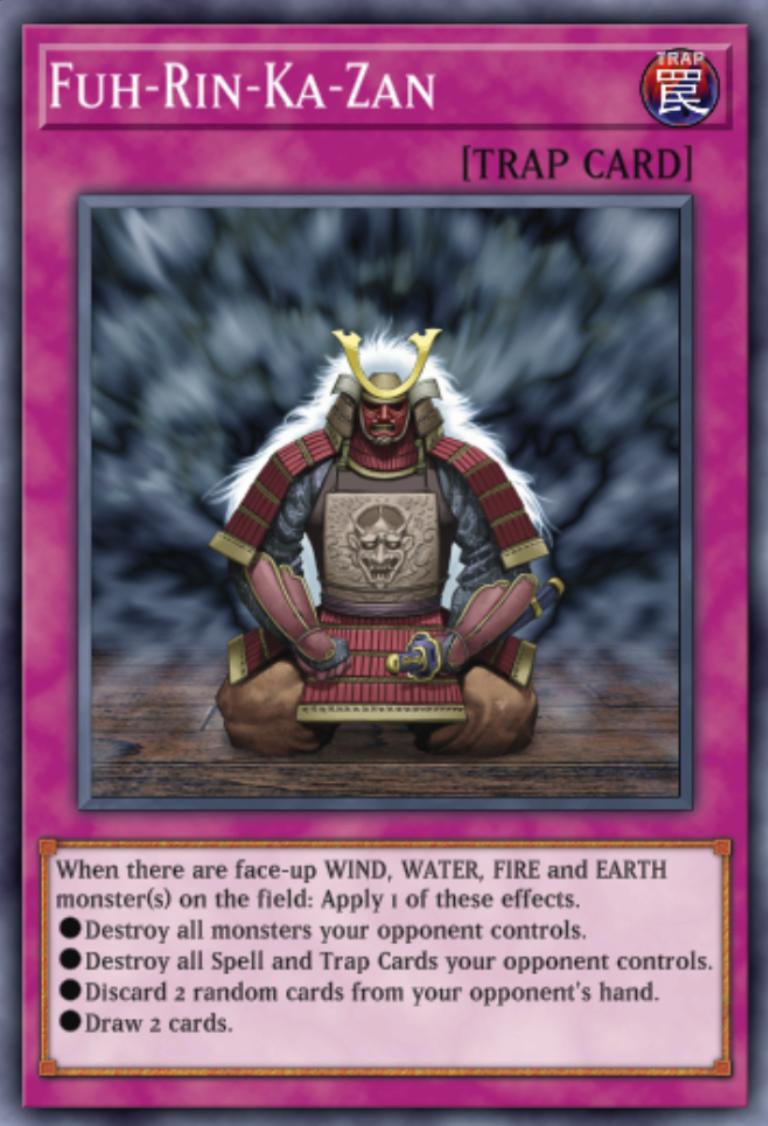 Fuh-Rin-Ka-Zan
TRAP
罠
[TRAP CARD]
When there are face-up WIND, WATER, FIRE and EARTH
monster(s) on the field: Apply 1 of these effects.
●Destroy all monsters your opponent controls.
●Destroy all Spell and Trap Cards your opponent controls.
●Discard 2 random cards from your opponent's hand.
●Draw 2 cards.